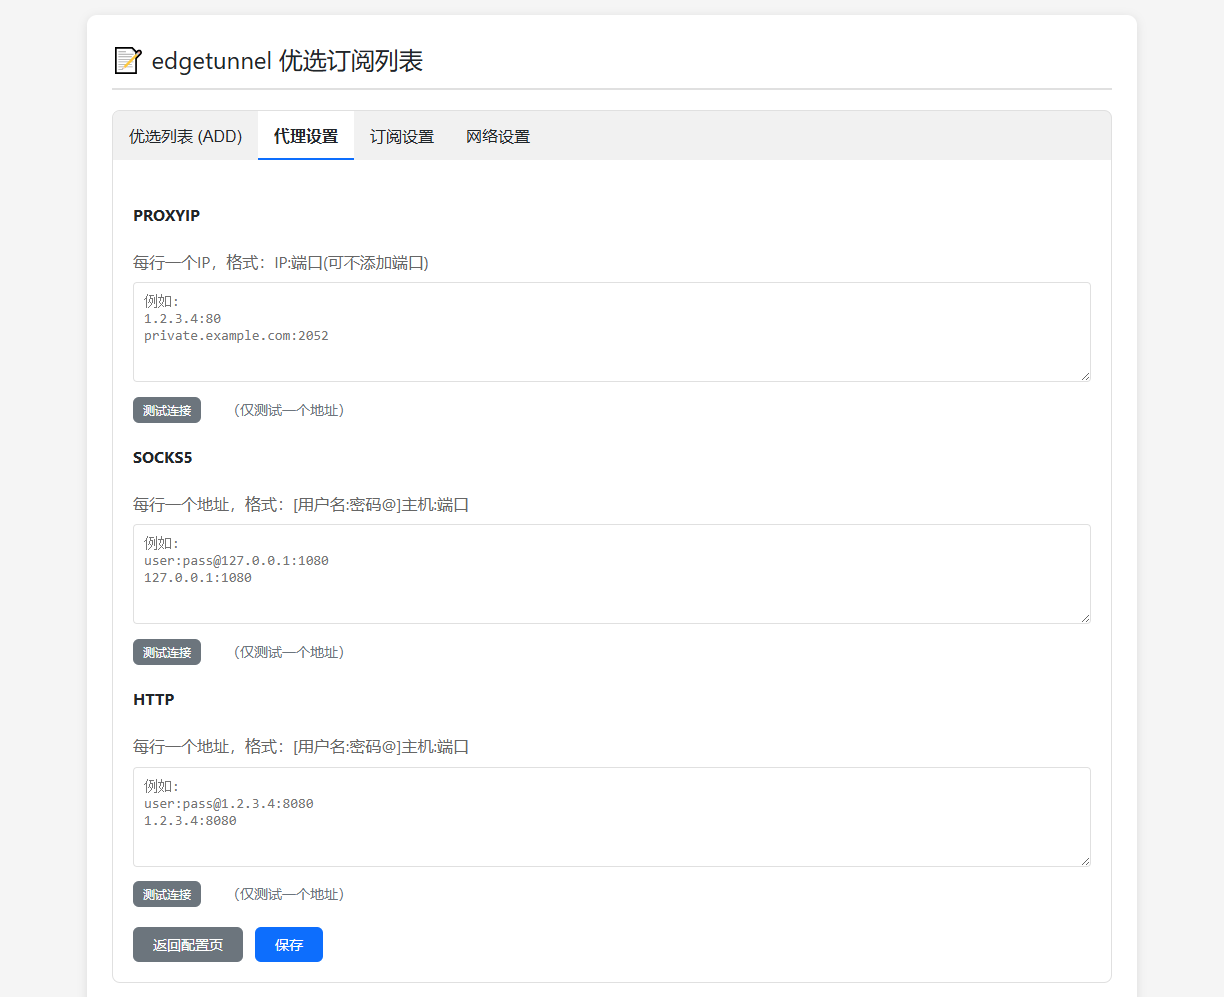 edgetunnel 优选订阅列表
优选列表 (ADD) 代理设置 订阅设置 网络设置
PROXYIP
每行一个IP，格式：IP:端口(可不添加端口)
例如：
1.2.3.4:80
private.example.com:2052
测试连接 （仅测试一个地址）
SOCKS5
每行一个地址，格式：[用户名:密码@]主机:端口
例如：
user:pass@127.0.0.1:1080
127.0.0.1:1080
测试连接 （仅测试一个地址）
HTTP
每行一个地址，格式：[用户名:密码@]主机:端口
例如：
user:pass@1.2.3.4:8080
1.2.3.4:8080
测试连接 （仅测试一个地址）
返回配置页 保存